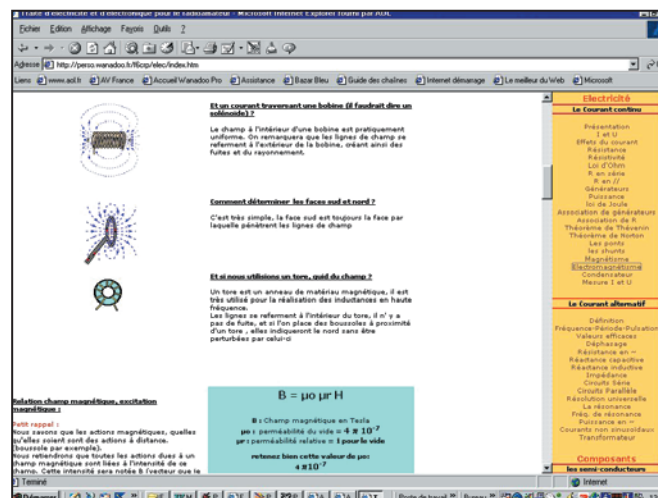 Traité d'électricité et d'électronique pour le radioamateur - Microsoft Internet Explorer fourni par AOL
Fichier Edition Affichage Favoris Outils ?
Adresse http://perso.wanadoo.fr/f6crp/elec/index.htm
Liens www.aol.fr AV France Accueil Wanadoo Pro Assistance Bazar Bleu Guide des chaînes Internet démarrage Le meilleur du Web Microsoft
Et un courant traversant une bobine (il faudrait dire un
solénoïde) ?
Le champ à l'intérieur d'une bobine est pratiquement
uniforme. On remarquera que les lignes de champ se
referment à l'extérieur de la bobine, créant ainsi des
fuites et du rayonnement.
Comment déterminer les faces sud et nord ?
C'est très simple, la face sud est toujours la face par
laquelle pénètrent les lignes de champ
Et si nous utilisions un tore, quid du champ ?
Un tore est un anneau de matériau magnétique, il est
très utilisé pour la réalisation des inductances en haute
fréquence.
Les lignes se referment à l'intérieur du tore, il n' y a
pas de fuite, et si l'on place des boussoles à proximité
d'un tore , elles indiqueront le nord sans être
perturbées par celui-ci
Relation champ magnétique, excitation
magnétique :
Petit rappel :
Nous savons que les actions magnétiques, quelles
qu'elles soient sont des actions à distance.
(boussole par exemple).
Nous retiendrons que toutes les actions dues à un
champ magnétique sont liées à l'intensité de ce
champ. Cette intensité sera notée B (vecteur que le
B = µo µr H
B : Champ magnétique en Tesla
µo : perméabilité du vide = 4 π 10⁻⁷
µr : perméabilité relative = 1 pour le vide
retenez bien cette valeur de µo:
4 π 10⁻⁷
Electricité
Le Courant continu
Présentation
I et U
Effets du courant
Résistance
Résistivité
Loi d'Ohm
R en série
R en //
Générateurs
Puissance
loi de Joule
Association de générateurs
Association de R
Théorème de Thévenin
Théorème de Norton
Les ponts
les shunts
Magnétisme
Electromagnétisme
Condensateur
Mesure I et U
Le Courant alternatif
Définition
Fréquence-Période-Pulsation
Valeurs efficaces
Déphasage
Résistance en ~
Réactance capacitive
Réactance inductive
Impédance
Circuits Série
Circuits Parallèle
Résolution universelle
La résonance
Fréq. de résonance
Puissance en ~
Courants non sinusoïdaux
Transformateur
Composants
les semi-conducteurs
Terminé
Internet
Démarrer
Poste de travail
Bureau